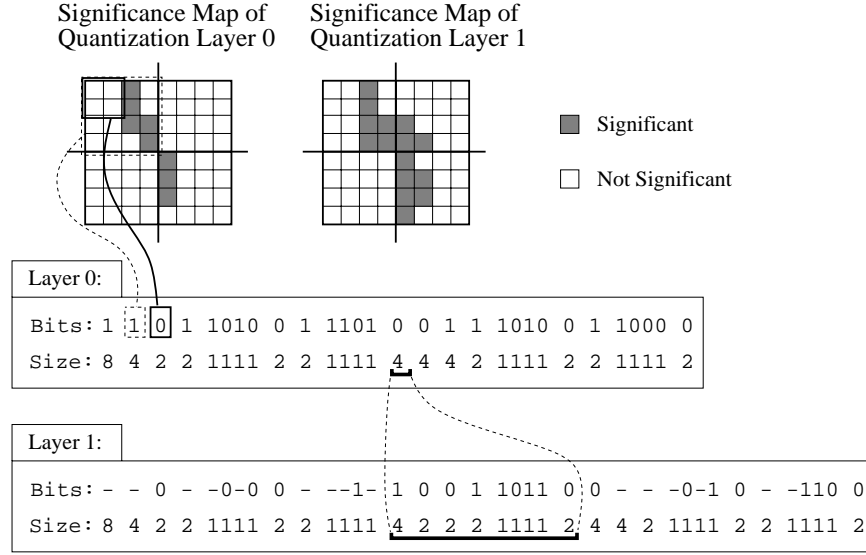 Significance Map of
Quantization Layer 0
Significance Map of
Quantization Layer 1
Significant
Not Significant
Layer 0:
Bits: 1 1 0 1 1010 0 1 1101 0 0 1 1 1010 0 1 1000 0
Size: 8 4 2 2 1111 2 2 1111 4 4 4 2 1111 2 2 1111 2
Layer 1:
Bits: - - 0 - -0-0 0 - --1- 1 0 0 1 1011 0 0 - - -0-1 0 - -110 0
Size: 8 4 2 2 1111 2 2 1111 4 2 2 2 1111 2 4 4 2 1111 2 2 1111 2